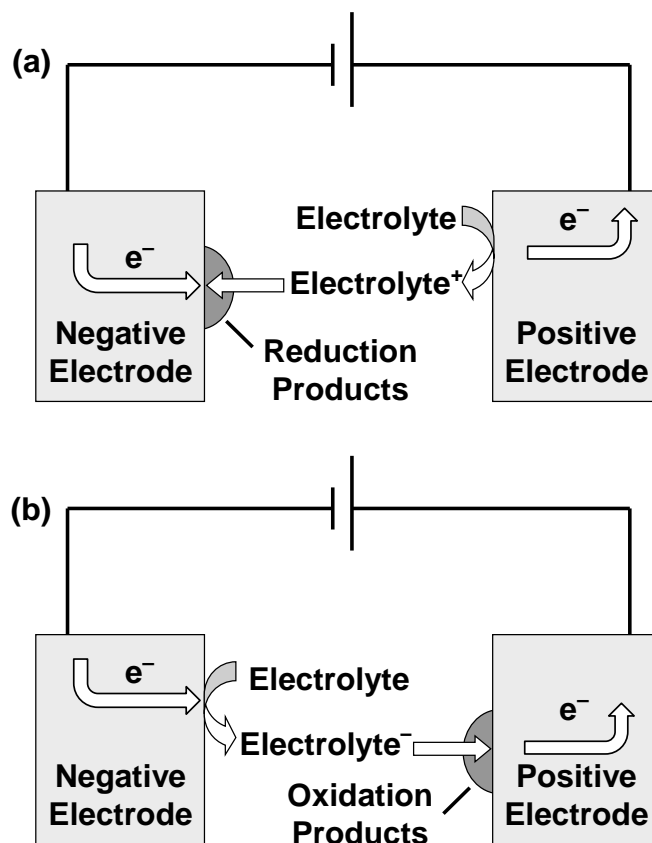 (a)
Electrolyte
e⁻
e⁻
Electrolyte⁺
Negative
Electrode
Reduction
Products
Positive
Electrode
(b)
e⁻
Electrolyte
Electrolyte⁻
e⁻
Negative
Electrode
Oxidation
Products
Positive
Electrode